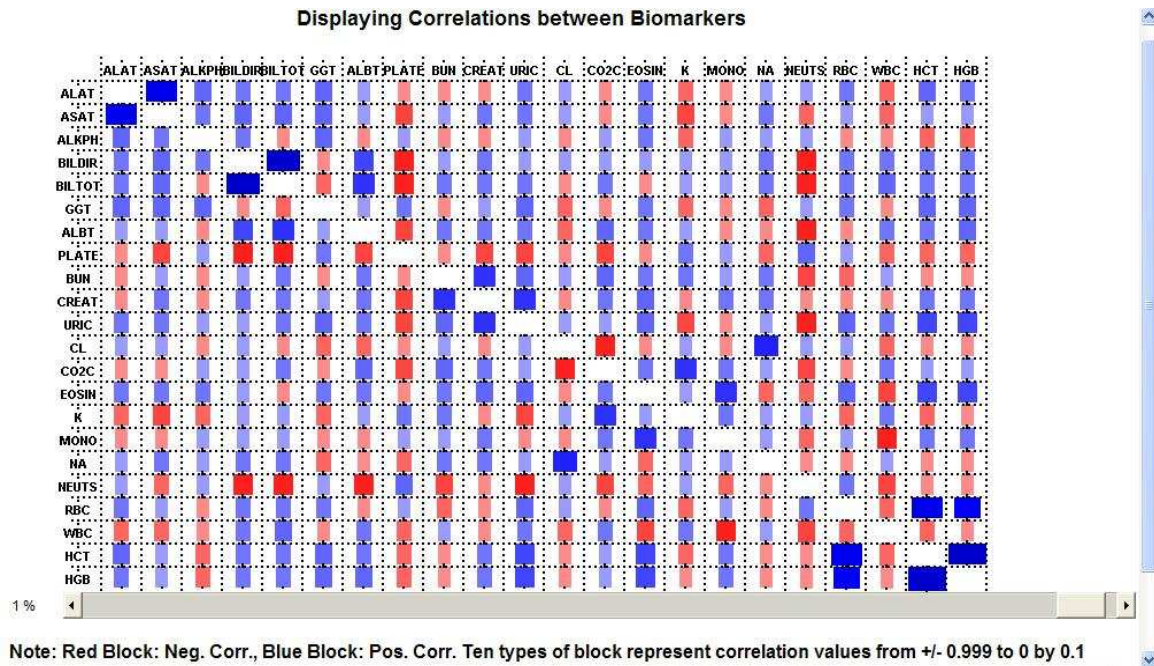 Displaying Correlations between Biomarkers
ALAT ASAT ALKPH BILDIR BILTOT GGT ALBT PLATE BUN CREAT URIC CL CO2C EOSIN K MONO NA NEUTS RBC WBC HCT HGB
ALAT
ASAT
ALKPH
BILDIR
BILTOT
GGT
ALBT
PLATE
BUN
CREAT
URIC
CL
CO2C
EOSIN
K
MONO
NA
NEUTS
RBC
WBC
HCT
HGB
1 %
Note: Red Block: Neg. Corr., Blue Block: Pos. Corr. Ten types of block represent correlation values from +/- 0.999 to 0 by 0.1